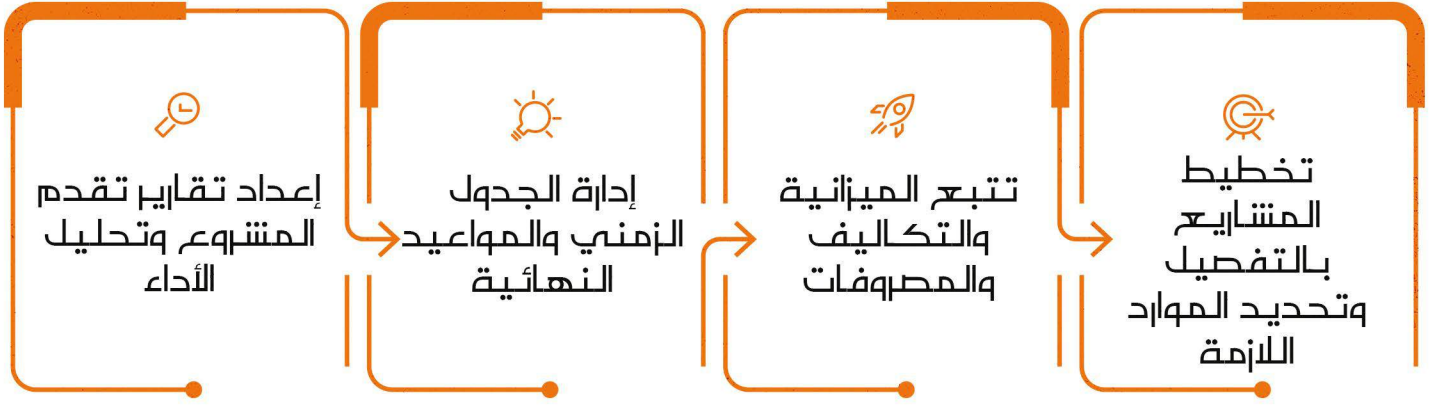 تخطيط
المشاريع
بالتفصيل
وتحديد الموارد
اللازمة
تتبع الميزانية
والتكاليف
والمصروفات
إدارة الجدول
الزمني والمواعيد
النهائية
إعداد تقارير تقدم
المشروع وتحليل
الأداء